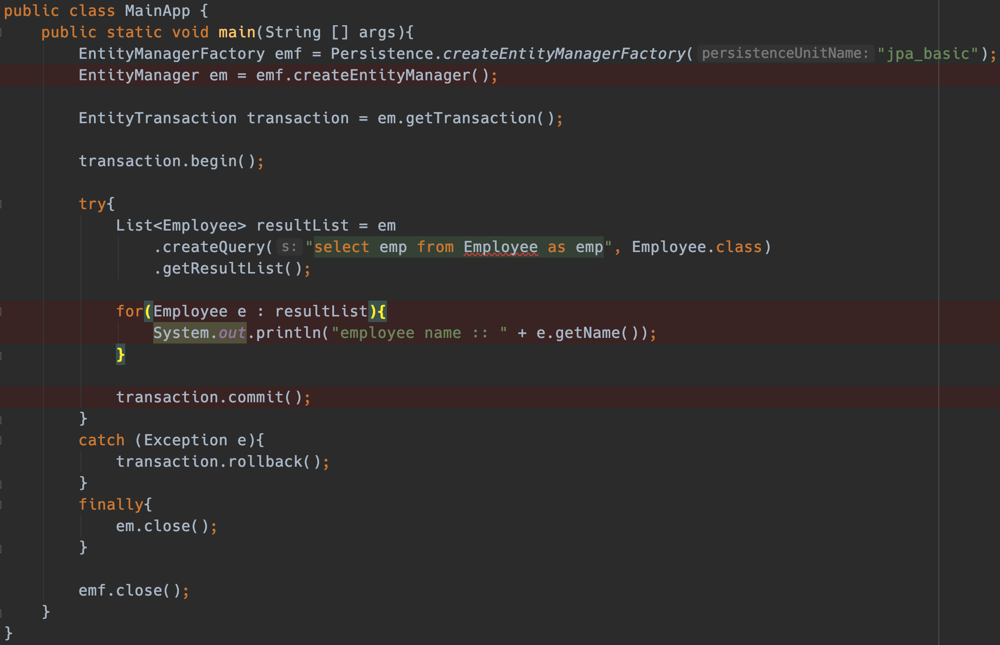 public class MainApp {
    public static void main(String [] args){
        EntityManagerFactory emf = Persistence.createEntityManagerFactory( persistenceUnitName: "jpa_basic");
        EntityManager em = emf.createEntityManager();

        EntityTransaction transaction = em.getTransaction();

        transaction.begin();

        try{
            List<Employee> resultList = em
                .createQuery( s: "select emp from Employee as emp", Employee.class)
                .getResultList();

            for(Employee e : resultList){
                System.out.println("employee name :: " + e.getName());
            }

            transaction.commit();
        }
        catch (Exception e){
            transaction.rollback();
        }
        finally{
            em.close();
        }

        emf.close();
    }
}